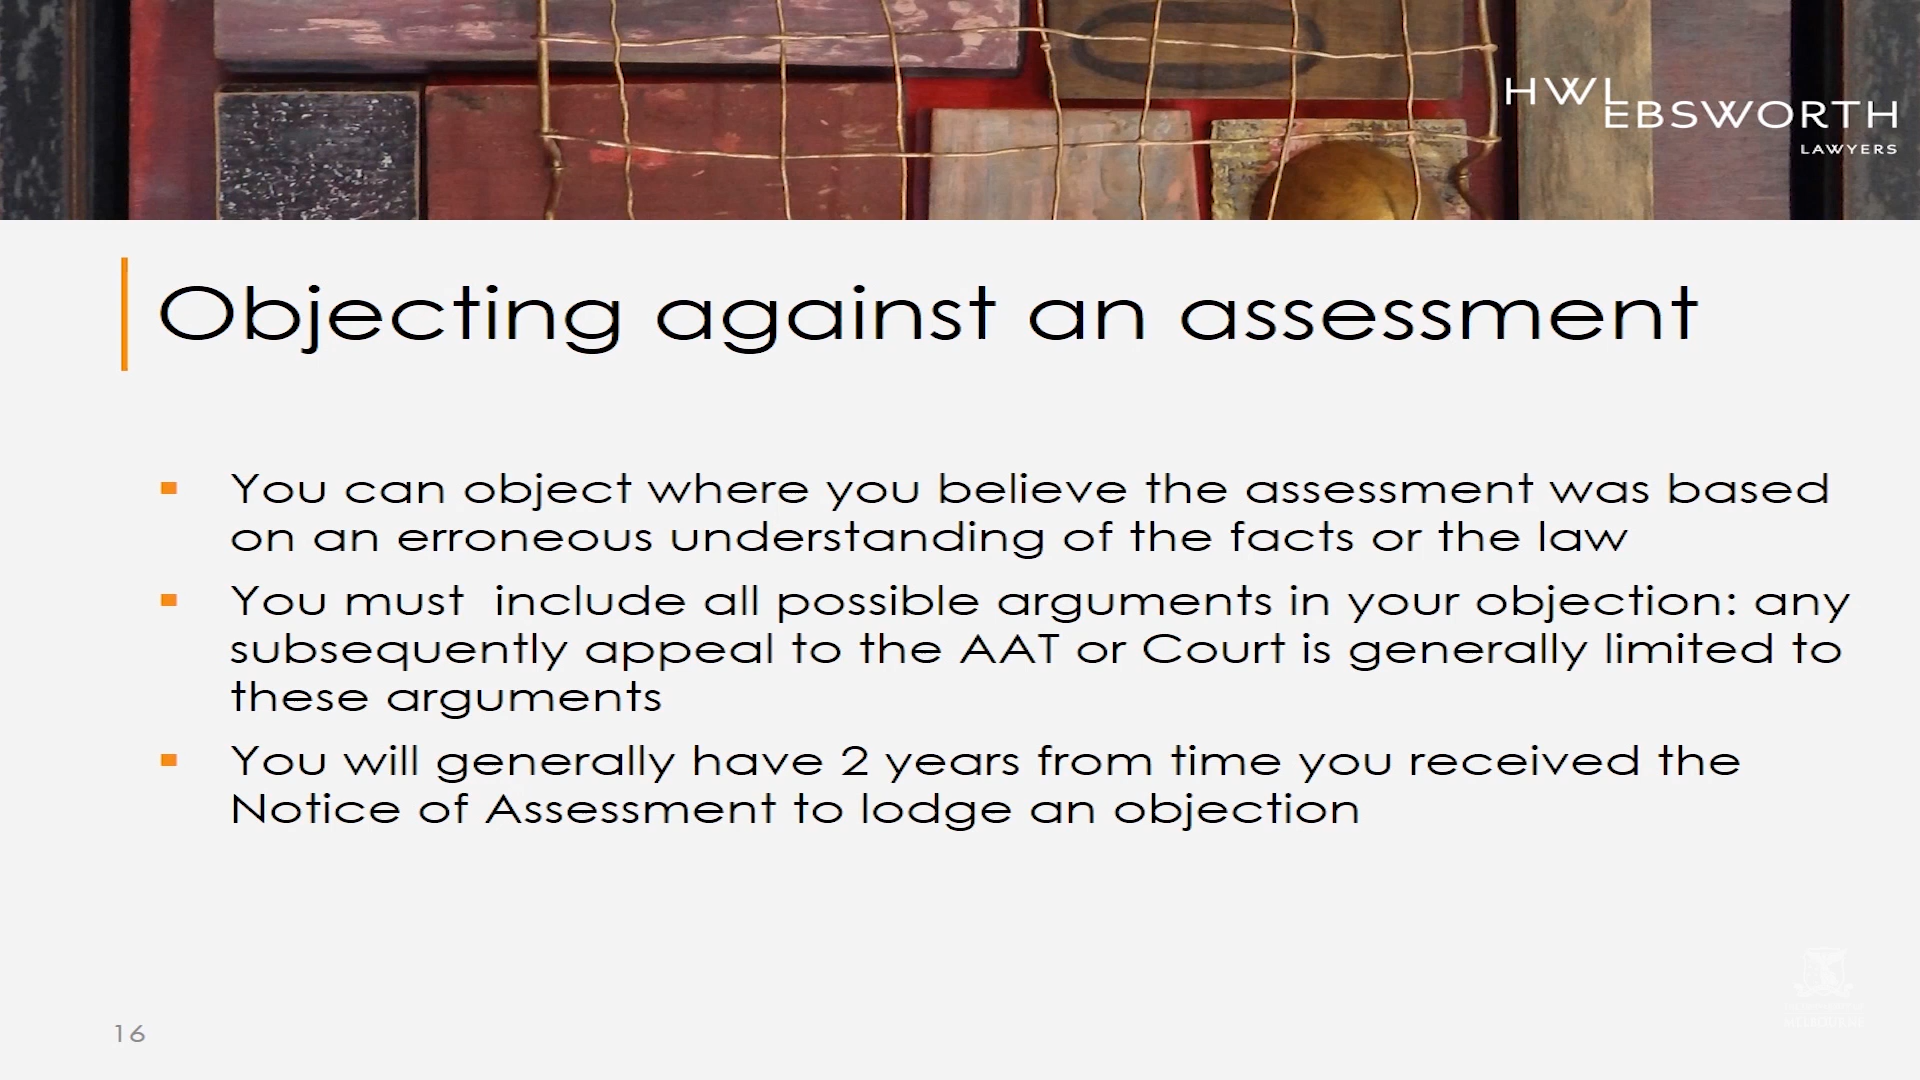 HWL
EBSWORTH
LAWYERS
Objecting against an assessment
You can object where you believe the assessment was based
on an erroneous understanding of the facts or the law
You must  include all possible arguments in your objection: any
subsequently appeal to the AAT or Court is generally limited to
these arguments
You will generally have 2 years from time you received the
Notice of Assessment to lodge an objection
MELBOURNE
16